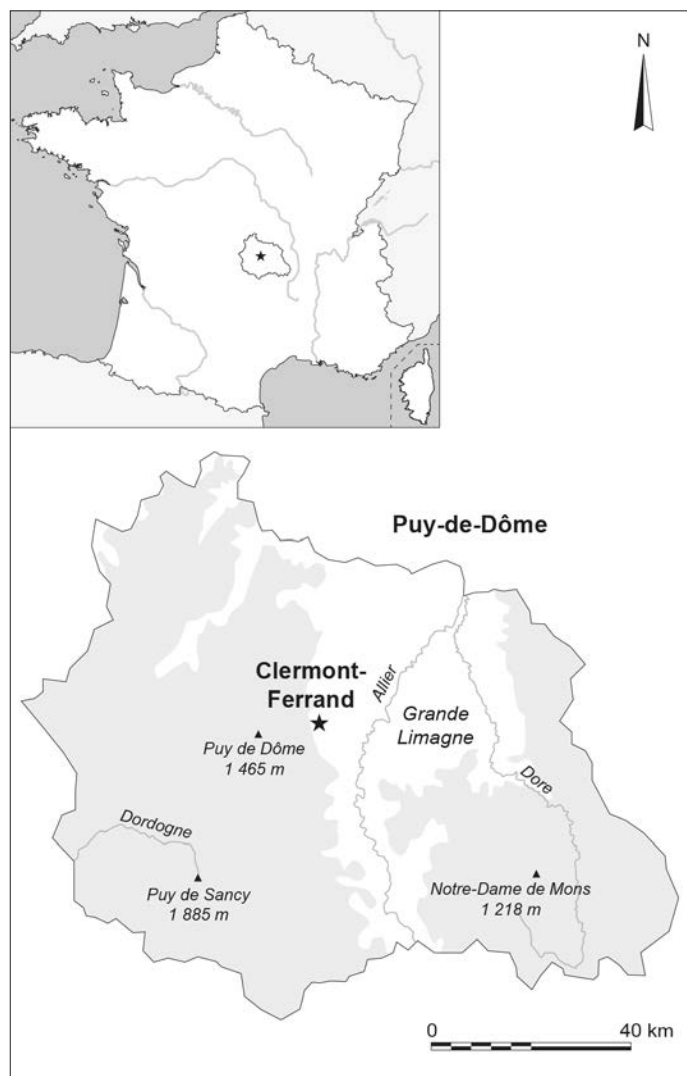 N
Puy-de-Dôme
Clermont-
Ferrand
Allier
Grande
Limagne
Puy de Dôme
1 465 m
Dore
Dordogne
Puy de Sancy
1 885 m
Notre-Dame de Mons
1 218 m
0 40 km